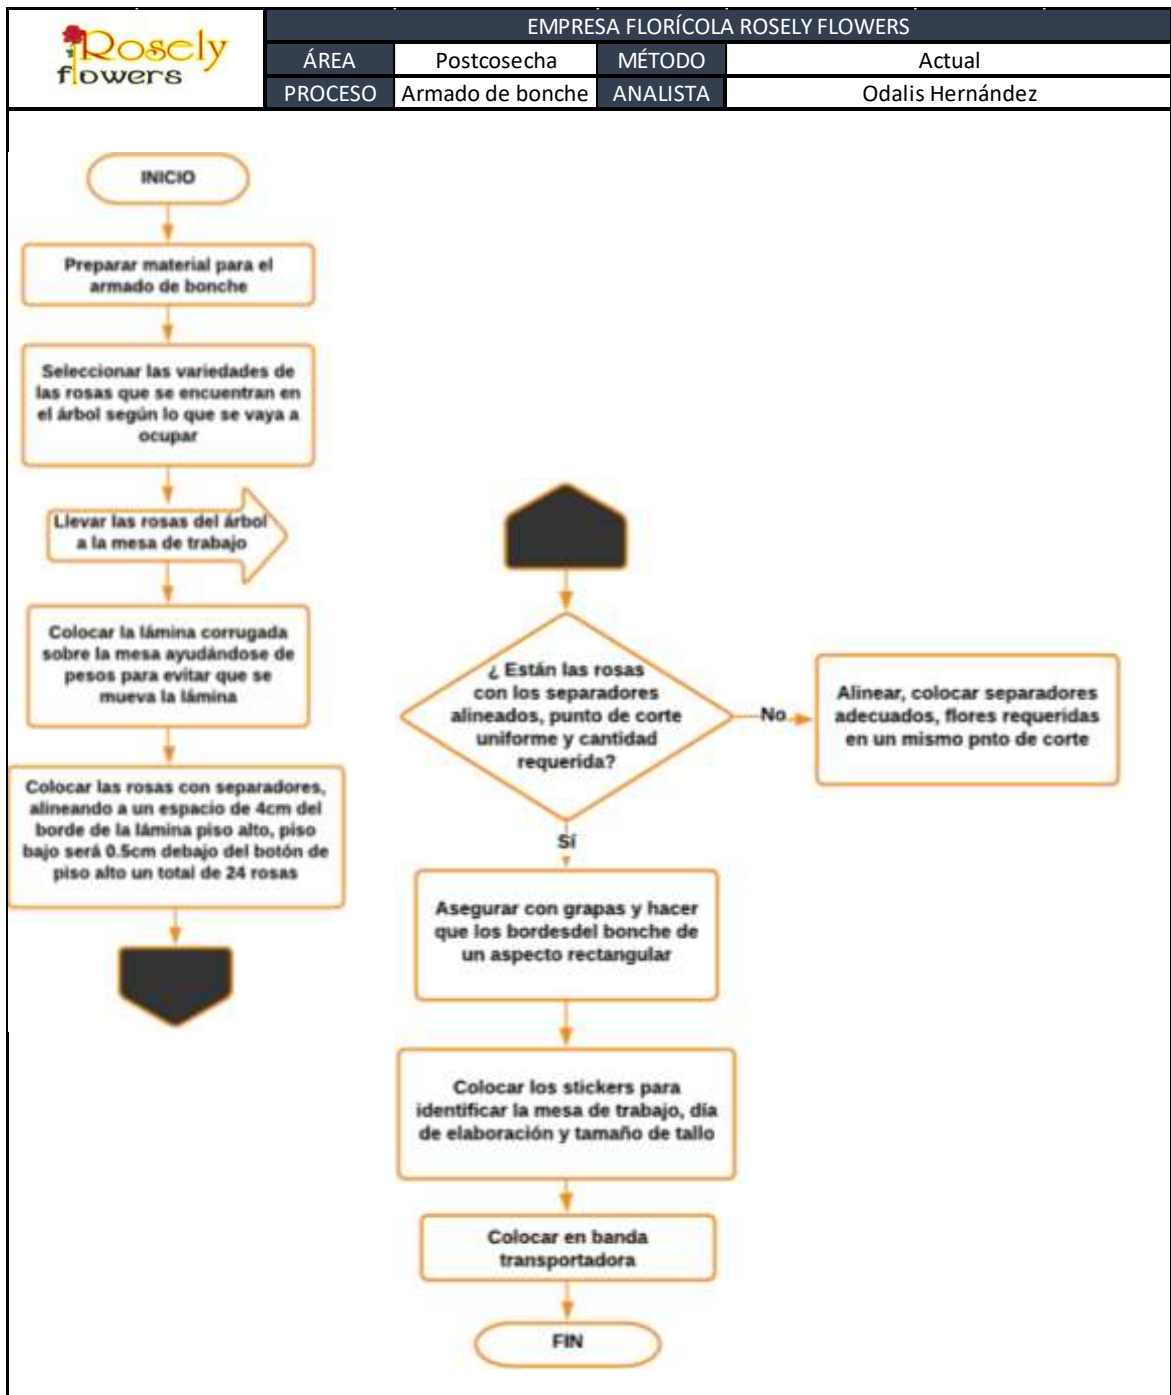 Rosely
flowers
EMPRESA FLORÍCOLA ROSELY FLOWERS
ÁREA Postcosecha MÉTODO Actual
PROCESO Armado de bonche ANALISTA Odalis Hernández
INICIO
Preparar material para el
armado de bonche
Seleccionar las variedades de
las rosas que se encuentran en
el árbol según lo que se vaya a
ocupar
Llevar las rosas del árbol
a la mesa de trabajo
Colocar la lámina corrugada
sobre la mesa ayudándose de
pesos para evitar que se
mueva la lámina
Colocar las rosas con separadores,
alineando a un espacio de 4cm del
borde de la lámina piso alto, piso
bajo será 0.5cm debajo del botón de
piso alto un total de 24 rosas
¿ Están las rosas
con los separadores
alineados, punto de corte
uniforme y cantidad
requerida?
No
Alinear, colocar separadores
adecuados, flores requeridas
en un mismo pnto de corte
Sí
Asegurar con grapas y hacer
que los bordesdel bonche de
un aspecto rectangular
Colocar los stickers para
identificar la mesa de trabajo, día
de elaboración y tamaño de tallo
Colocar en banda
transportadora
FIN